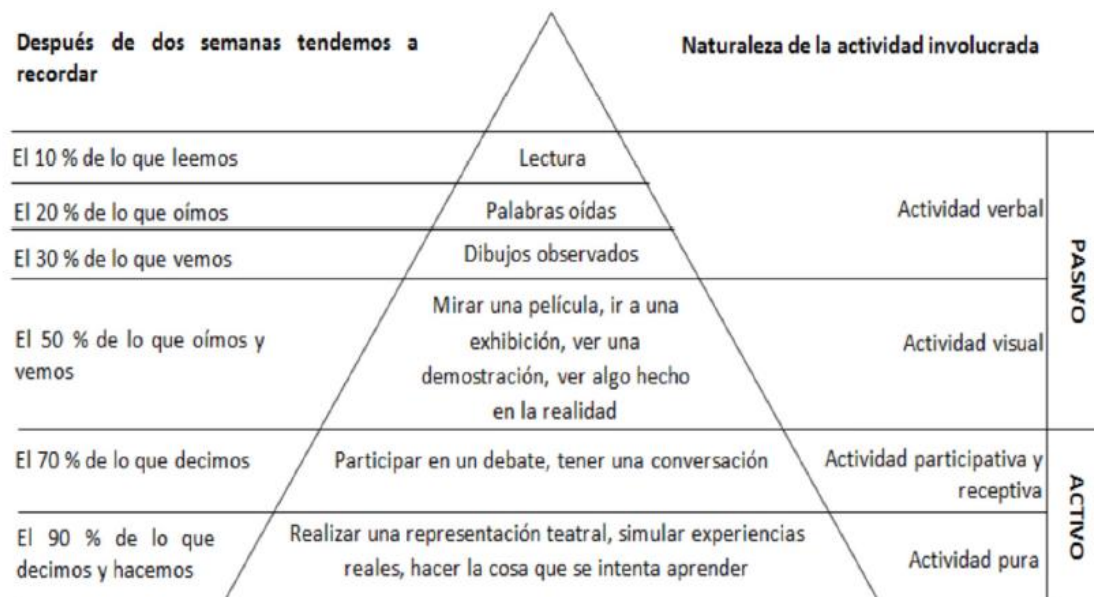 Después de dos semanas tendemos a
recordar
Naturaleza de la actividad involucrada
El 10 % de lo que leemos
Lectura
El 20 % de lo que oímos
Palabras oídas
Actividad verbal
El 30 % de lo que vemos
Dibujos observados
PASIVO
El 50 % de lo que oímos y
vemos
Mirar una película, ir a una
exhibición, ver una
demostración, ver algo hecho
en la realidad
Actividad visual
El 70 % de lo que decimos
Participar en un debate, tener una conversación
Actividad participativa y
receptiva
ACTIVO
El 90 % de lo que
decimos y hacemos
Realizar una representación teatral, simular experiencias
reales, hacer la cosa que se intenta aprender
Actividad pura